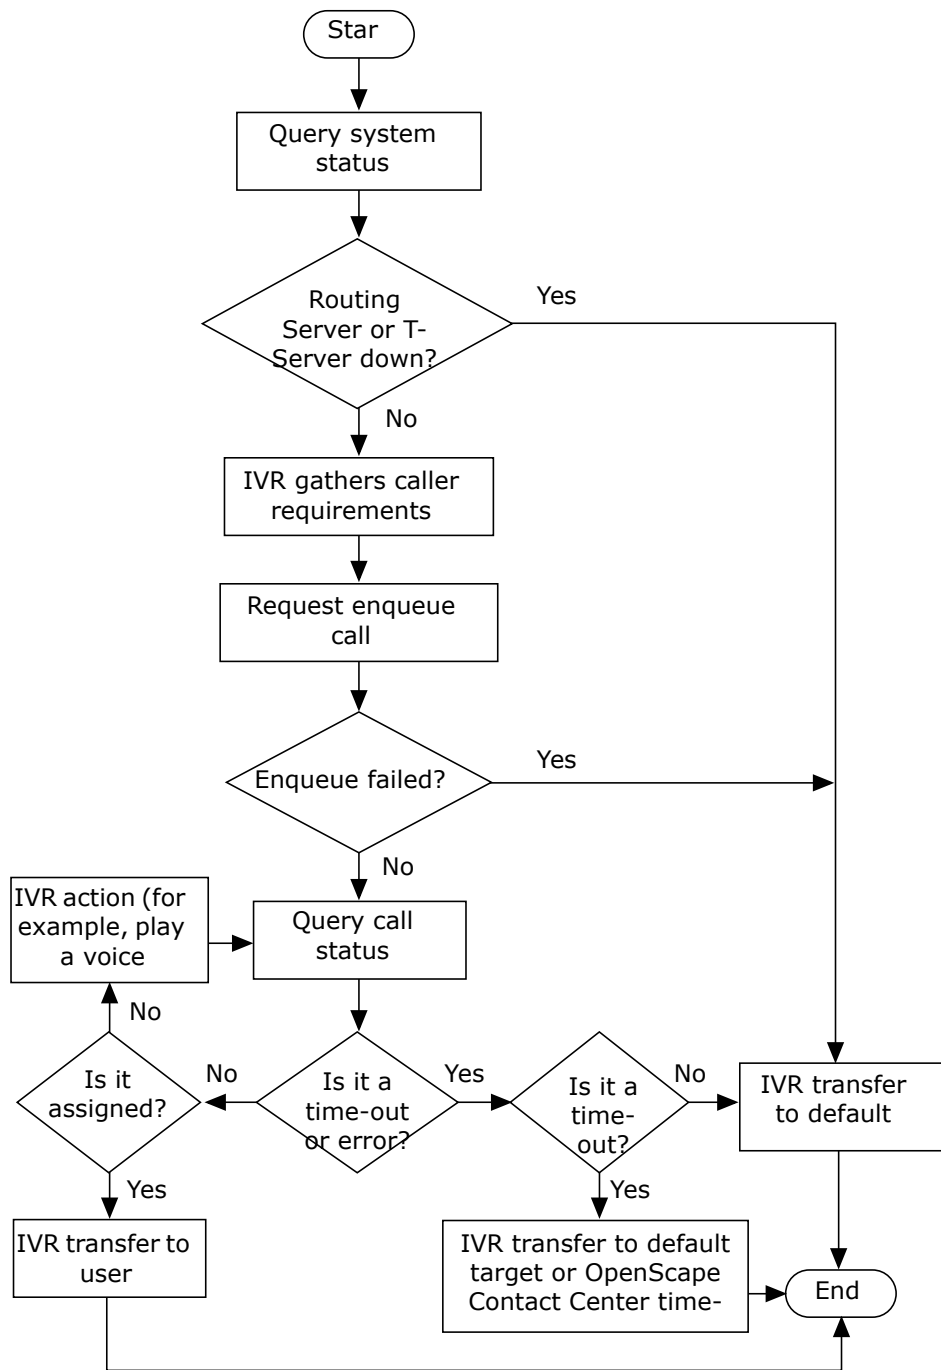 Star
Query system
status
Routing
Server or T-
Server down?
Yes
No
IVR gathers caller
requirements
Request enqueue
call
Enqueue failed?
Yes
No
IVR action (for
example, play
a voice
Query call
status
No
Is it
assigned?
No
Is it a
time-out
or error?
Yes
Is it a
time-
out?
No
IVR transfer
to default
Yes
Yes
IVR transfer to
user
IVR transfer to default
target or OpenScape
Contact Center time-
End